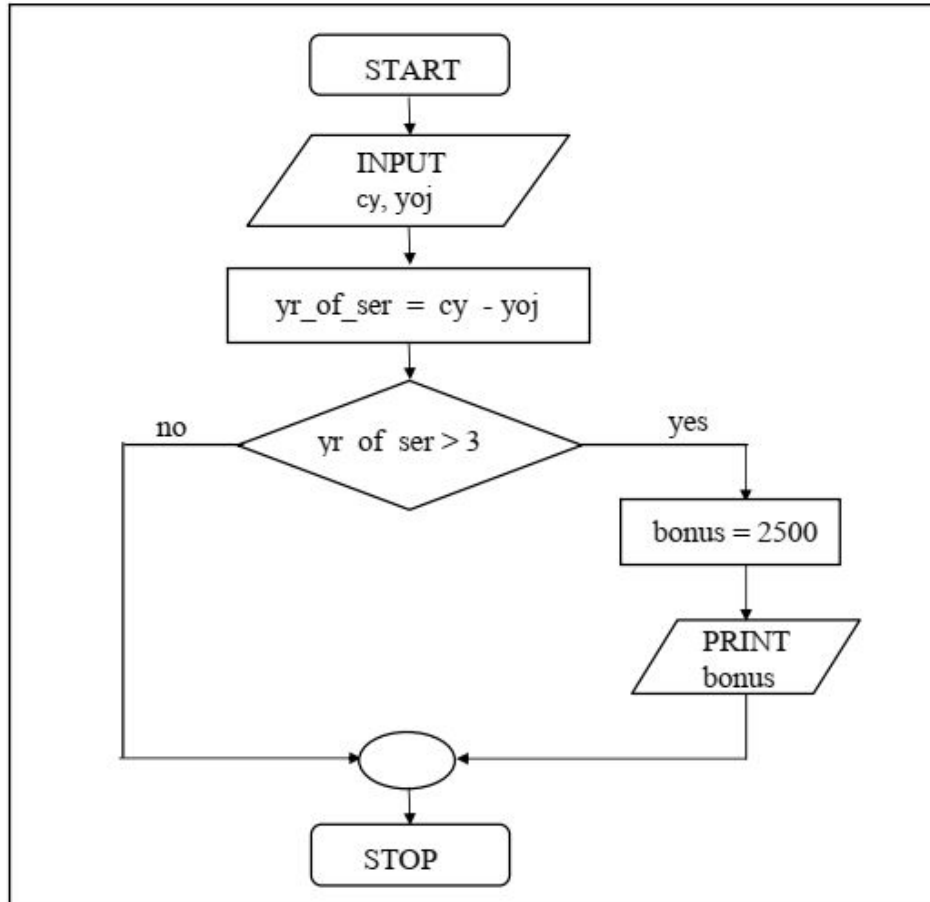 START
INPUT
cy, yoj
yr_of_ser = cy - yoj
no
yr of ser > 3
yes
bonus = 2500
PRINT
bonus
STOP